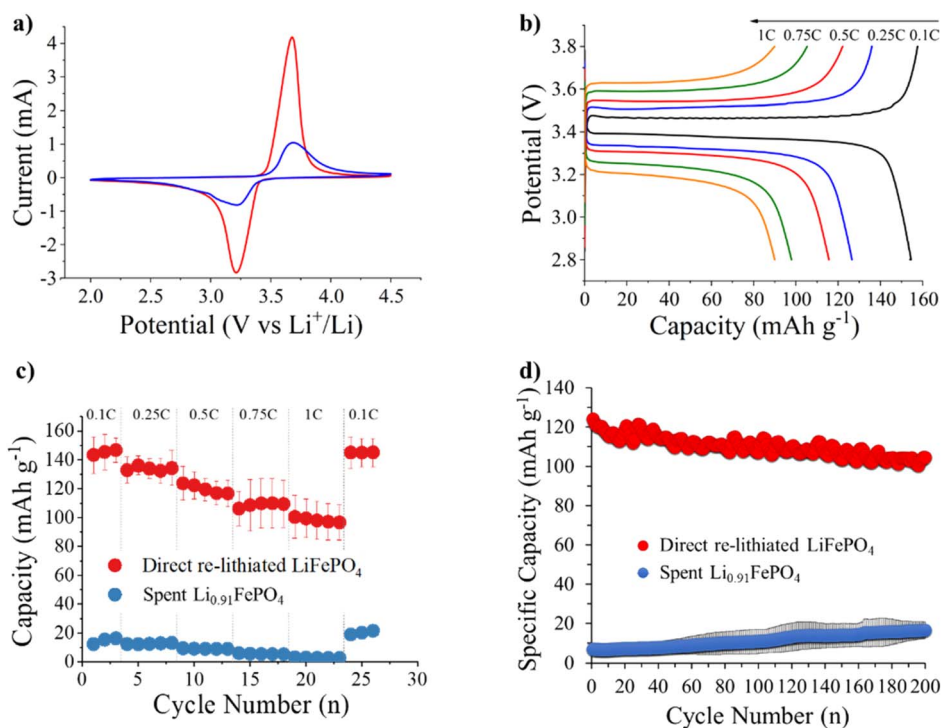 a)
Current (mA)
4
3
2
1
0
-1
-2
-3
2.0 2.5 3.0 3.5 4.0 4.5
Potential (V vs Li⁺/Li)
b)
1C 0.75C 0.5C 0.25C 0.1C
Potential (V)
3.8
3.6
3.4
3.2
3.0
2.8
0 20 40 60 80 100 120 140 160
Capacity (mAh g⁻¹)
c)
0.1C 0.25C 0.5C 0.75C 1C 0.1C
Capacity (mAh g⁻¹)
160
140
120
100
80
60
40
20
0
Direct re-lithiated LiFePO₄
Spent Li₀.₉₁FePO₄
0 5 10 15 20 25 30
Cycle Number (n)
d)
Specific Capacity (mAh g⁻¹)
140
120
100
80
60
40
20
0
Direct re-lithiated LiFePO₄
Spent Li₀.₉₁FePO₄
0 20 40 60 80 100 120 140 160 180 200
Cycle Number (n)